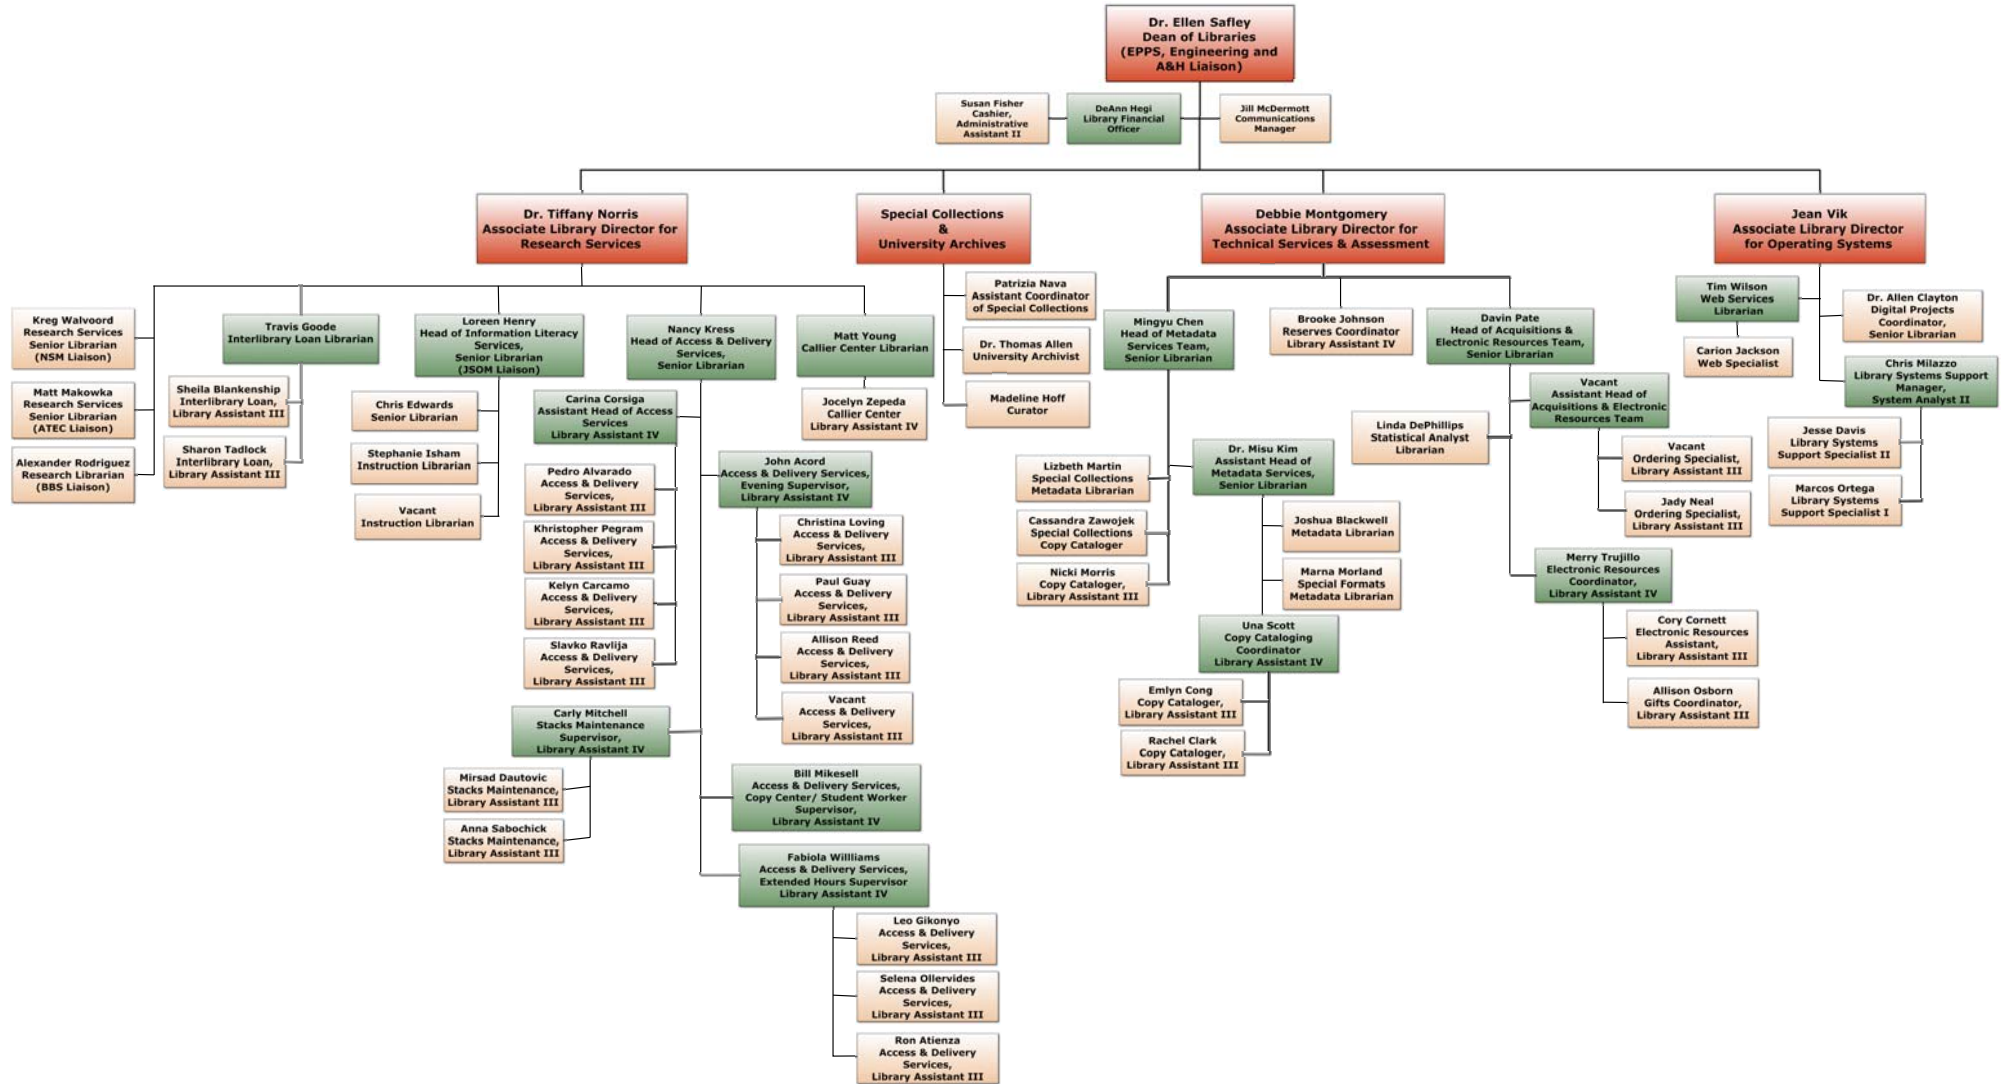 Dr. Ellen Safley
Dean of Libraries
(EPPS, Engineering and
A&H Liaison)
Susan Fisher
Cashier,
Administrative
Assistant II
DeAnn Hegi
Library Financial
Officer
Jill McDermott
Communications
Manager
Dr. Tiffany Norris
Associate Library Director for
Research Services
Special Collections
&
University Archives
Debbie Montgomery
Associate Library Director for
Technical Services & Assessment
Jean Vik
Associate Library Director
for Operating Systems
Kreg Walvoord
Research Services
Senior Librarian
(NSM Liaison)
Matt Makowka
Research Services
Senior Librarian
(ATEC Liaison)
Alexander Rodriguez
Research Librarian
(BBS Liaison)
Travis Goode
Interlibrary Loan Librarian
Sheila Blankenship
Interlibrary Loan,
Library Assistant III
Sharon Tadlock
Interlibrary Loan,
Library Assistant III
Loreen Henry
Head of Information Literacy
Services,
Senior Librarian
(JSOM Liaison)
Chris Edwards
Senior Librarian
Stephanie Isham
Instruction Librarian
Vacant
Instruction Librarian
Nancy Kress
Head of Access & Delivery
Services,
Senior Librarian
Carina Corsiga
Assistant Head of Access
Services
Library Assistant IV
Pedro Alvarado
Access & Delivery
Services,
Library Assistant III
Khristopher Pegram
Access & Delivery
Services,
Library Assistant III
Kelyn Carcamo
Access & Delivery
Services,
Library Assistant III
Slavko Ravlija
Access & Delivery
Services,
Library Assistant III
John Acord
Access & Delivery Services,
Evening Supervisor,
Library Assistant IV
Christina Loving
Access & Delivery
Services,
Library Assistant III
Paul Guay
Access & Delivery
Services,
Library Assistant III
Allison Reed
Access & Delivery
Services,
Library Assistant III
Vacant
Access & Delivery
Services,
Library Assistant III
Carly Mitchell
Stacks Maintenance
Supervisor,
Library Assistant IV
Mirsad Dautovic
Stacks Maintenance,
Library Assistant III
Anna Sabochick
Stacks Maintenance,
Library Assistant III
Bill Mikesell
Access & Delivery Services,
Copy Center/ Student Worker
Supervisor,
Library Assistant IV
Fabiola Willliams
Access & Delivery Services,
Extended Hours Supervisor
Library Assistant IV
Leo Gikonyo
Access & Delivery
Services,
Library Assistant III
Selena Ollervides
Access & Delivery
Services,
Library Assistant III
Ron Atienza
Access & Delivery
Services,
Library Assistant III
Matt Young
Callier Center Librarian
Jocelyn Zepeda
Callier Center
Library Assistant IV
Patrizia Nava
Assistant Coordinator
of Special Collections
Dr. Thomas Allen
University Archivist
Madeline Hoff
Curator
Mingyu Chen
Head of Metadata
Services Team,
Senior Librarian
Lizbeth Martin
Special Collections
Metadata Librarian
Cassandra Zawojek
Special Collections
Copy Cataloger
Nicki Morris
Copy Cataloger,
Library Assistant III
Dr. Misu Kim
Assistant Head of
Metadata Services,
Senior Librarian
Joshua Blackwell
Metadata Librarian
Marna Morland
Special Formats
Metadata Librarian
Una Scott
Copy Cataloging
Coordinator
Library Assistant IV
Emlyn Cong
Copy Cataloger,
Library Assistant III
Rachel Clark
Copy Cataloger,
Library Assistant III
Brooke Johnson
Reserves Coordinator
Library Assistant IV
Davin Pate
Head of Acquisitions &
Electronic Resources Team,
Senior Librarian
Linda DePhillips
Statistical Analyst
Librarian
Vacant
Assistant Head of
Acquisitions & Electronic
Resources Team
Vacant
Ordering Specialist,
Library Assistant III
Jady Neal
Ordering Specialist,
Library Assistant III
Merry Trujillo
Electronic Resources
Coordinator,
Library Assistant IV
Cory Cornett
Electronic Resources
Assistant,
Library Assistant III
Allison Osborn
Gifts Coordinator,
Library Assistant III
Tim Wilson
Web Services
Librarian
Carion Jackson
Web Specialist
Dr. Allen Clayton
Digital Projects
Coordinator,
Senior Librarian
Chris Milazzo
Library Systems Support
Manager,
System Analyst II
Jesse Davis
Library Systems
Support Specialist II
Marcos Ortega
Library Systems
Support Specialist I